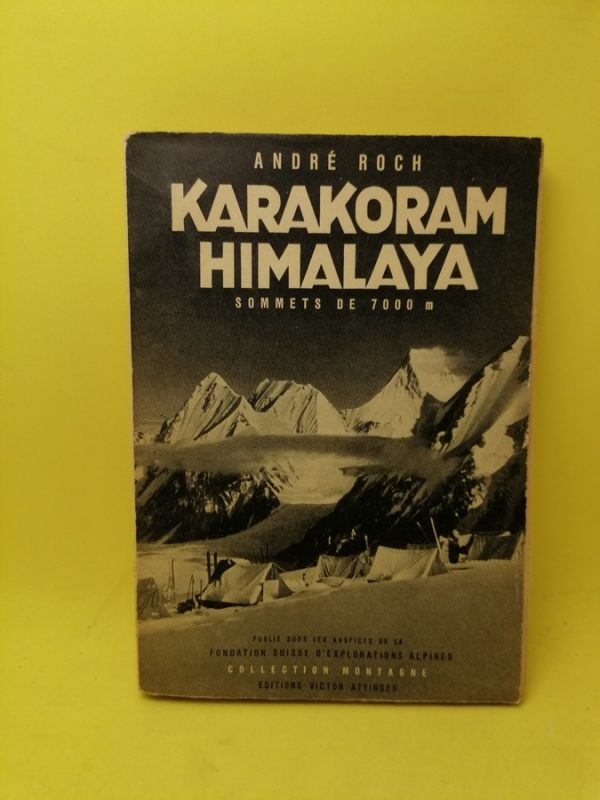 ANDRÉ ROCH
KARAKORAM
HIMALAYA
SOMMETS DE 7000 m
PUBLIÉ SOUS LES AUSPICES DE LA
FONDATION SUISSE D'EXPLORATIONS ALPINES
COLLECTION MONTAGNE
EDITIONS VICTOR ATTINGER